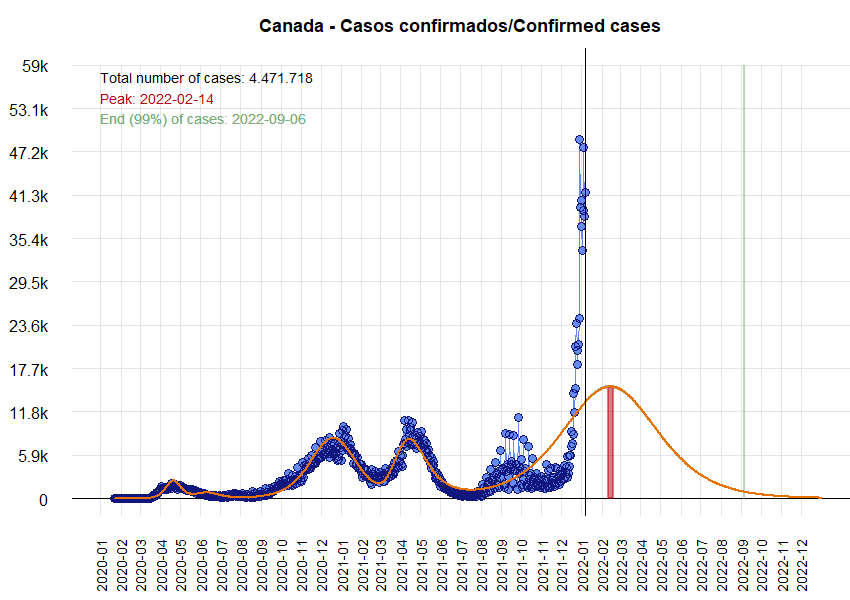 Canada - Casos confirmados/Confirmed cases
59k
Total number of cases: 4.471.718
Peak: 2022-02-14
53.1k
End (99%) of cases: 2022-09-06
47.2k
41.3k
35.4k
29.5k
23.6k
17.7k
11.8k
5.9k
0
2020-01
2020-02
2020-03
2020-04
2020-05
2020-06
2020-07
2020-08
2020-09
2020-10
2020-11
2020-12
2021-01
2021-02
2021-03
2021-04
2021-05
2021-06
2021-07
2021-08
2021-09
2021-10
2021-11
2021-12
2022-01
2022-02
2022-03
2022-04
2022-05
2022-06
2022-07
2022-08
2022-09
2022-10
2022-11
2022-12